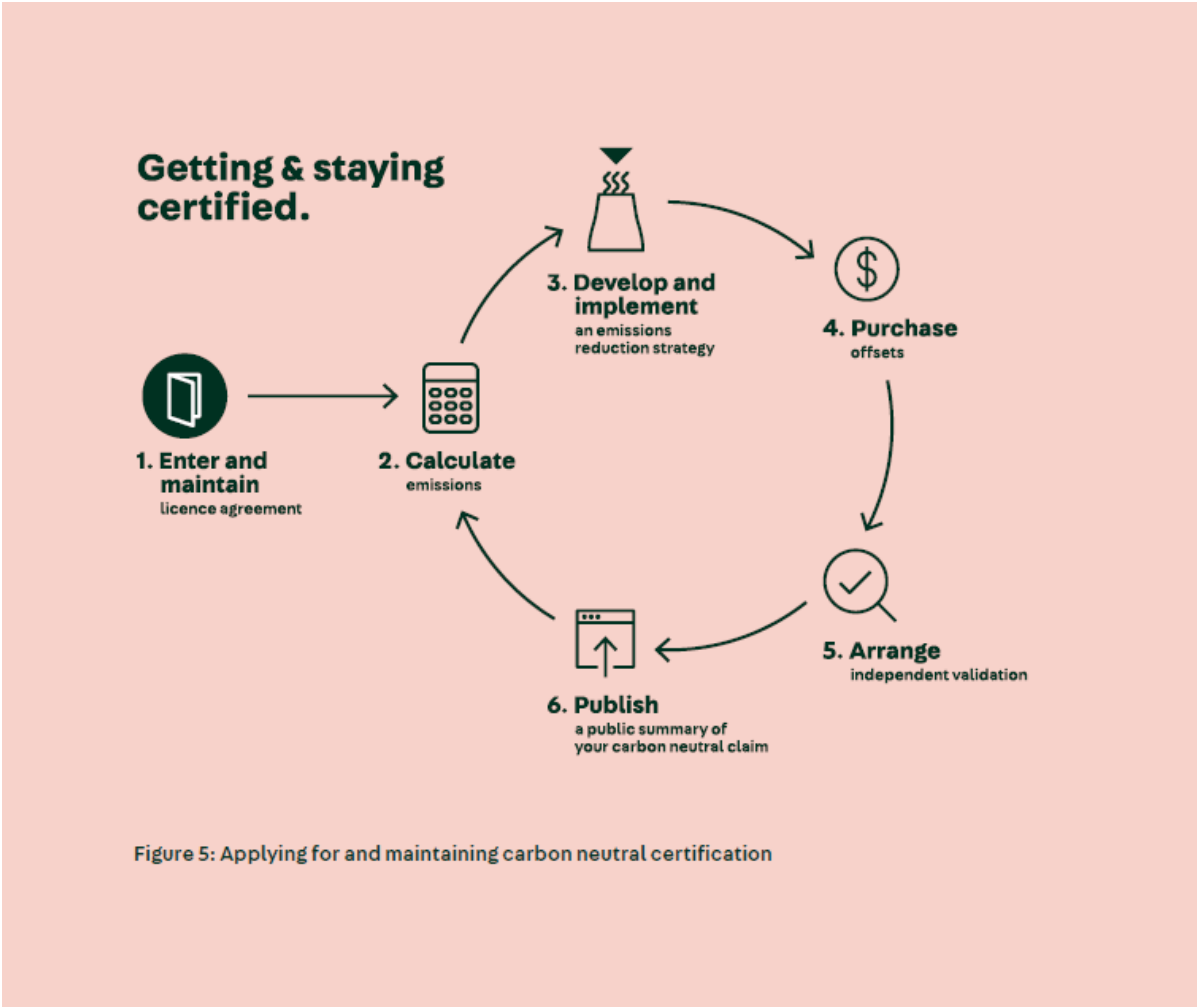 Getting & staying
certified.
1. Enter and
maintain
licence agreement
2. Calculate
emissions
3. Develop and
implement
an emissions
reduction strategy
$
4. Purchase
offsets
5. Arrange
independent validation
6. Publish
a public summary of
your carbon neutral claim
Figure 5: Applying for and maintaining carbon neutral certification